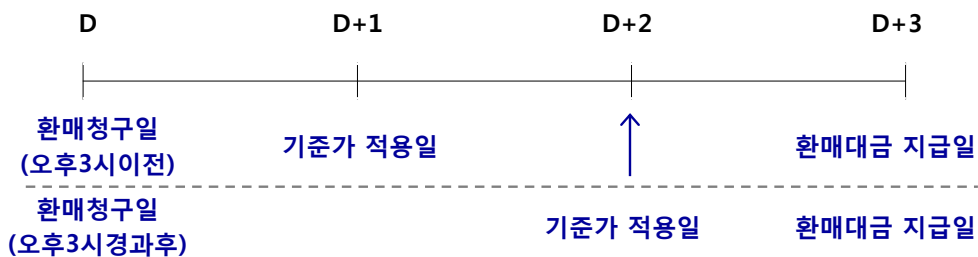 D D+1 D+2 D+3
환매청구일
(오후3시이전)
기준가 적용일
환매대금 지급일
환매청구일
(오후3시경과후)
기준가 적용일
환매대금 지급일